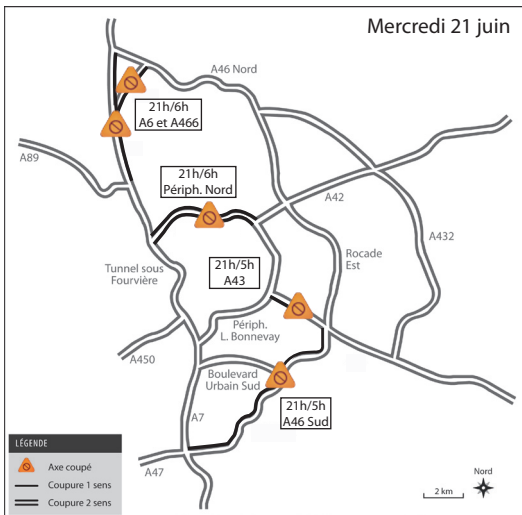 Mercredi 21 juin
A46 Nord
21h/6h
A6 et A466
A89
21h/6h
Périph. Nord
A42
A432
Rocade
Est
Tunnel sous
Fourvière
21h/5h
A43
Périph.
L. Bonnevay
A450
Boulevard
Urbain Sud
21h/5h
A46 Sud
A7
A47
LÉGENDE
Axe coupé
Coupure 1 sens
Coupure 2 sens
2 km
Nord